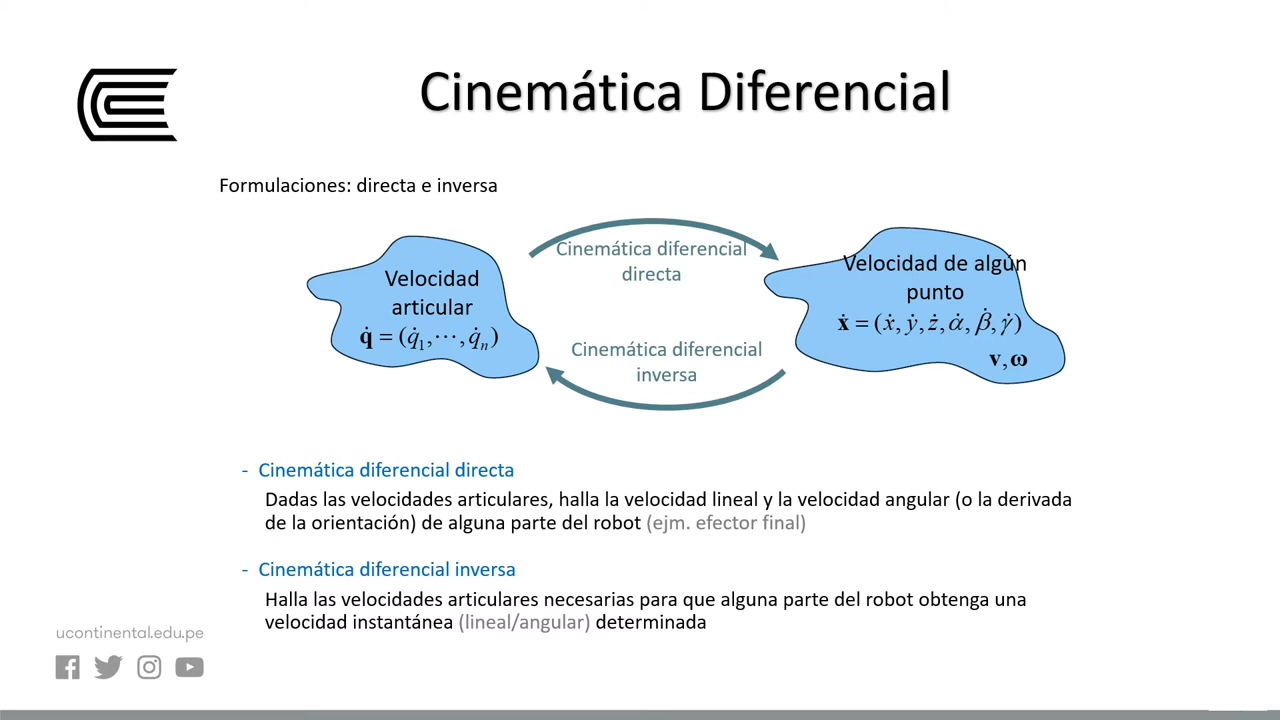 Cinemática Diferencial
Formulaciones: directa e inversa
Cinemática diferencial
directa
Velocidad
articular
q̇ = (q̇₁,⋯,q̇ₙ)
Velocidad de algún
punto
ẋ = (ẋ, ẏ, ż, α̇, β̇, γ̇)
v, ω
Cinemática diferencial
inversa
- Cinemática diferencial directa
Dadas las velocidades articulares, halla la velocidad lineal y la velocidad angular (o la derivada
de la orientación) de alguna parte del robot (ejm. efector final)
- Cinemática diferencial inversa
Halla las velocidades articulares necesarias para que alguna parte del robot obtenga una
velocidad instantánea (lineal/angular) determinada
ucontinental.edu.pe